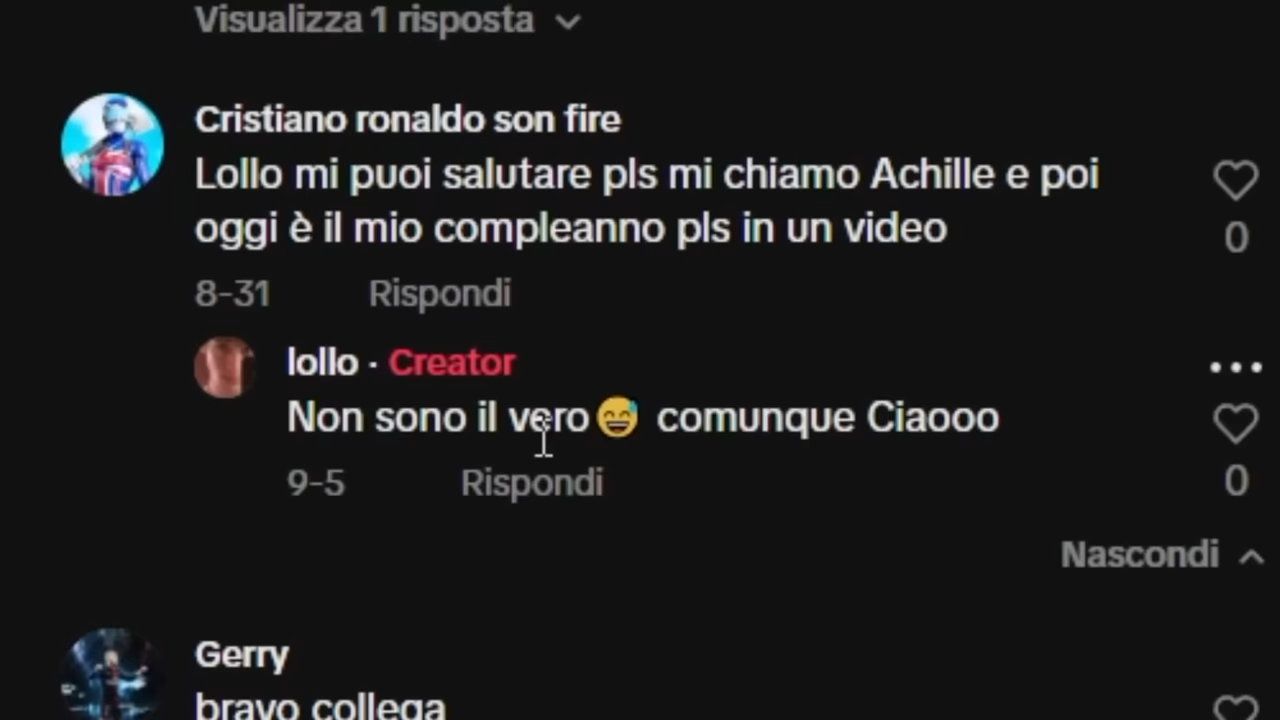 Visualizza 1 risposta
Cristiano ronaldo son fire
Lollo mi puoi salutare pls mi chiamo Achille e poi
oggi è il mio compleanno pls in un video
0
8-31 Rispondi
lollo · Creator
Non sono il vero😅 comunque Ciaooo
9-5 Rispondi
0
Nascondi
Gerry
bravo collega